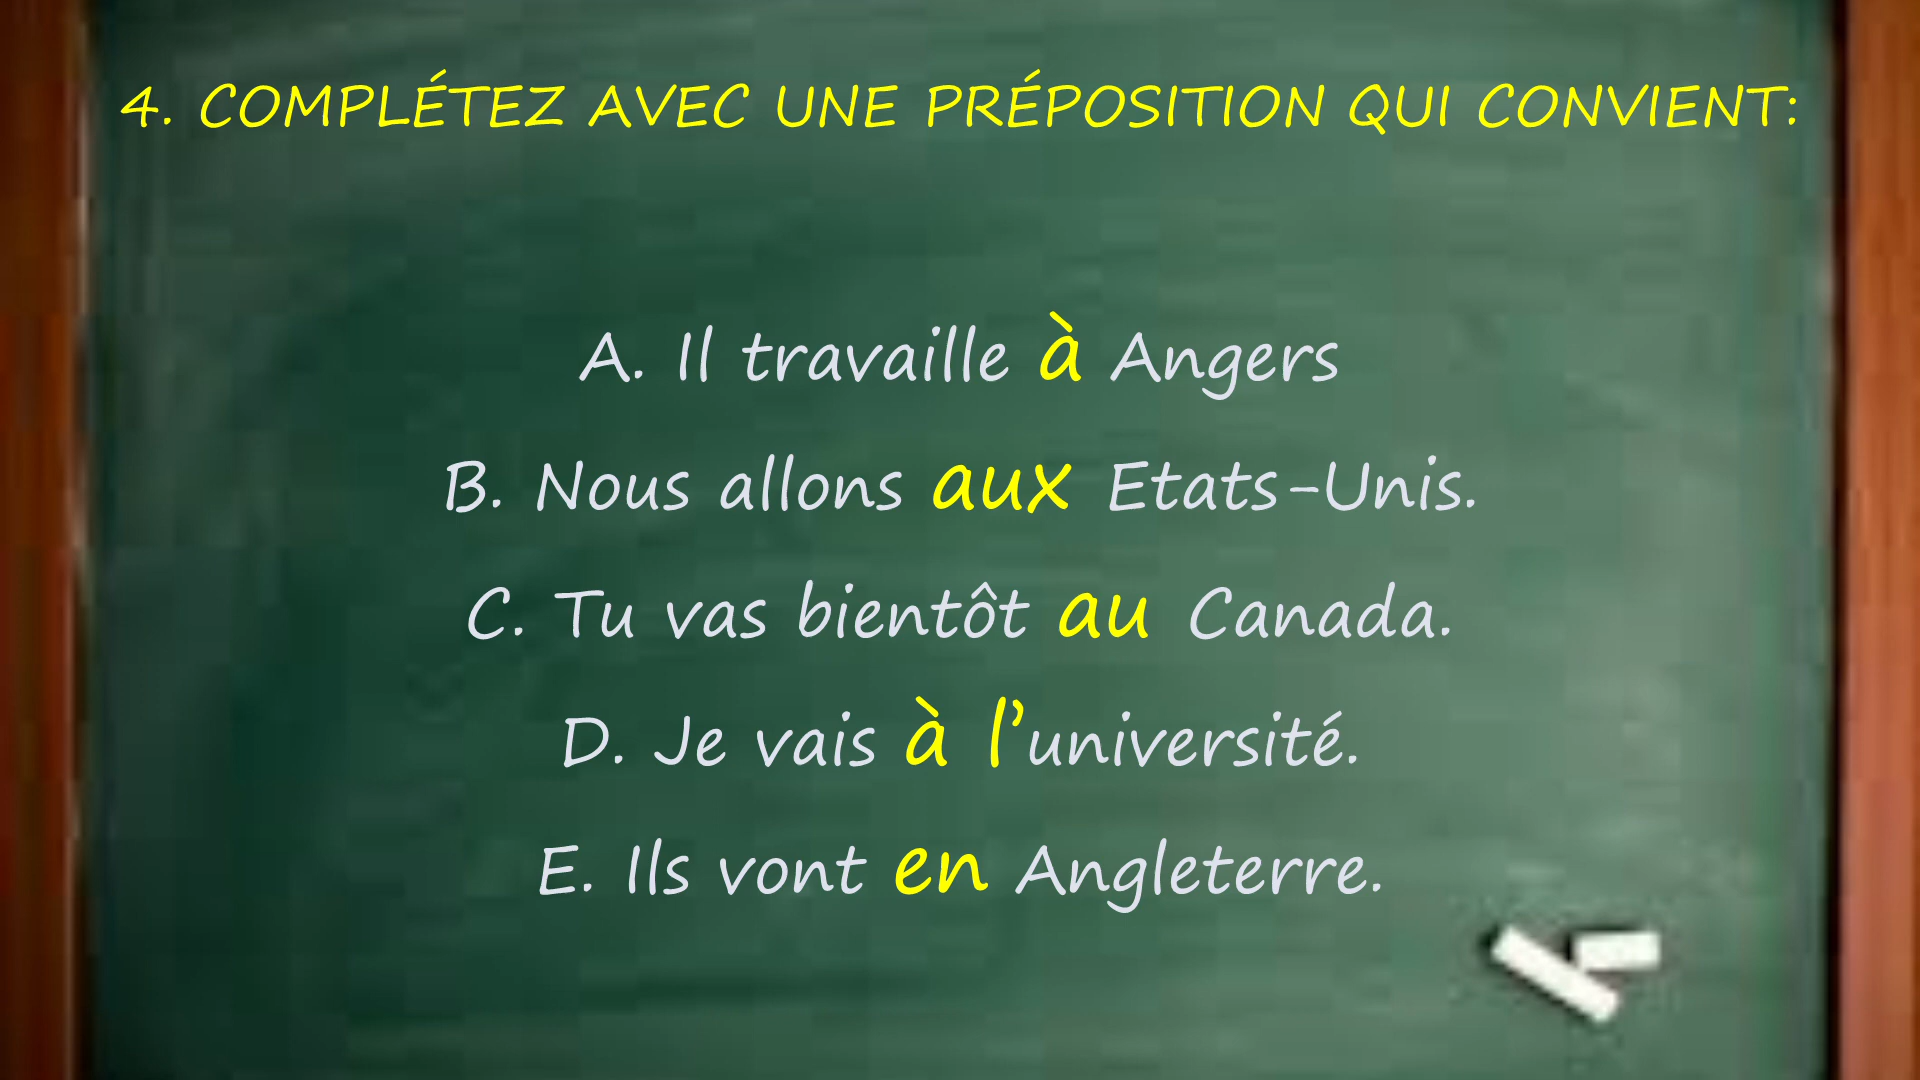 4. COMPLÉTEZ AVEC UNE PRÉPOSITION QUI CONVIENT:
A. Il travaille à Angers
B. Nous allons aux Etats-Unis.
C. Tu vas bientôt au Canada.
D. Je vais à l’université.
E. Ils vont en Angleterre.